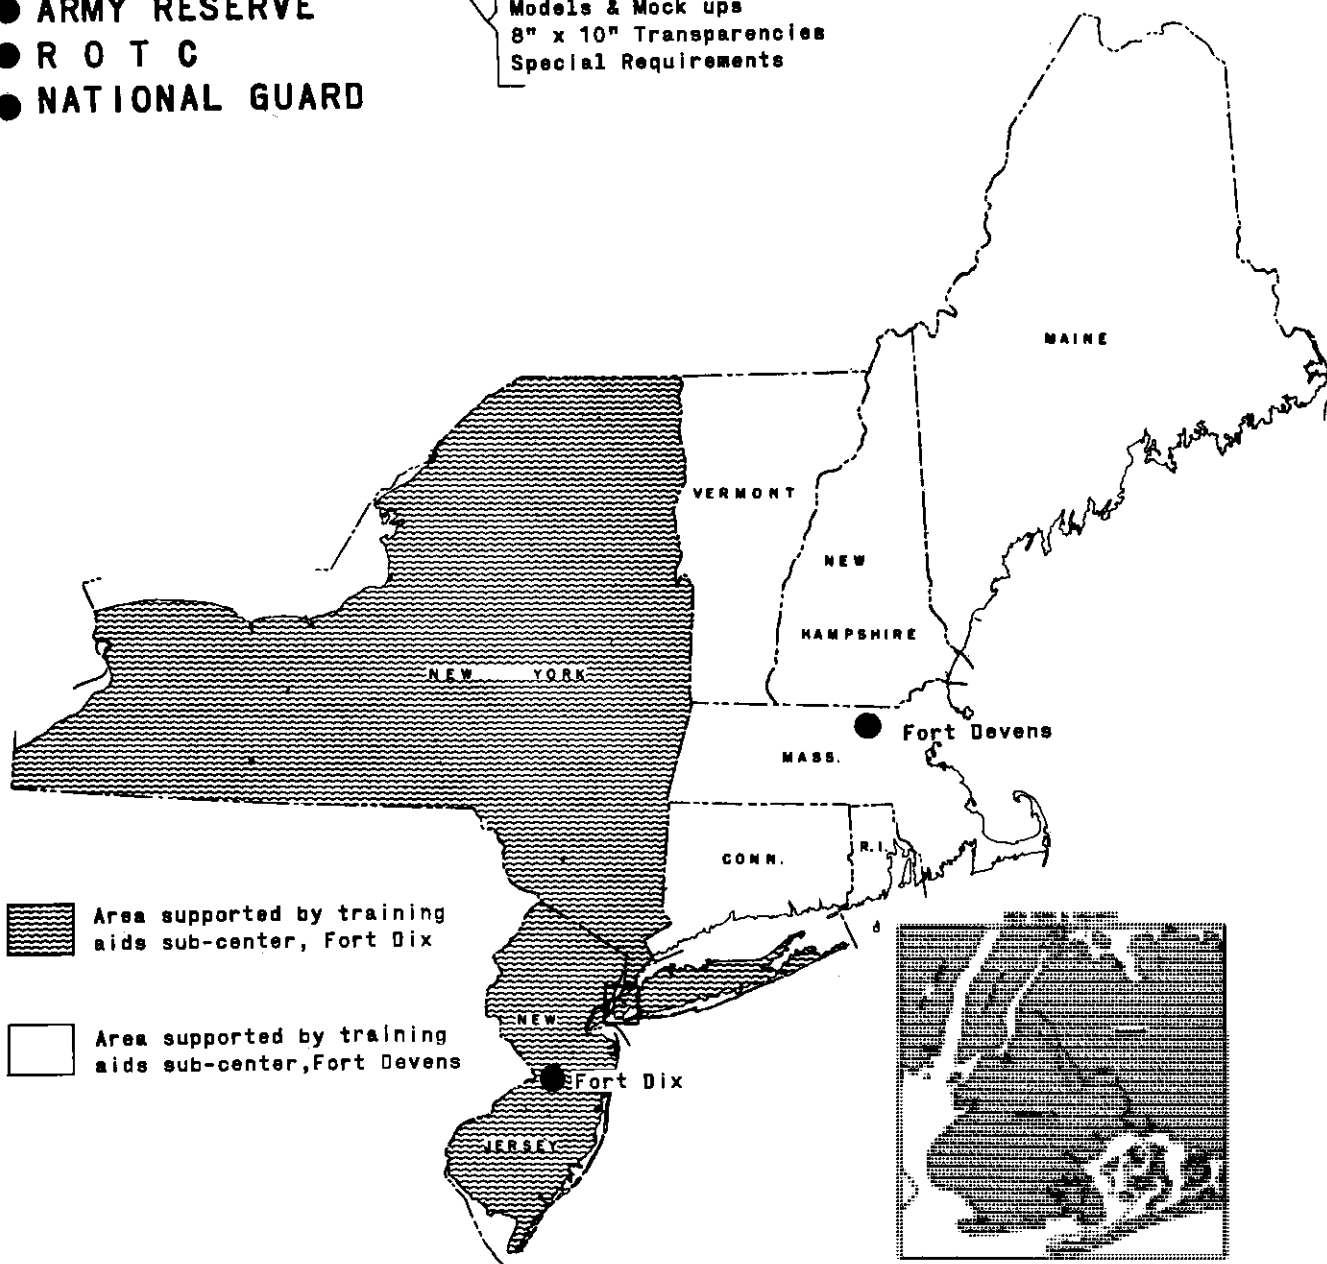 ● ARMY RESERVE
● R O T C
● NATIONAL GUARD
Models & Mock ups
8" x 10" Transparencies
Special Requirements
MAINE
VERMONT
NEW
HAMPSHIRE
NEW YORK
Fort Devens
MASS.
CONN.
R.I.
Area supported by training
aids sub-center, Fort Dix
Area supported by training
aids sub-center, Fort Devens
NEW
Fort Dix
JERSEY